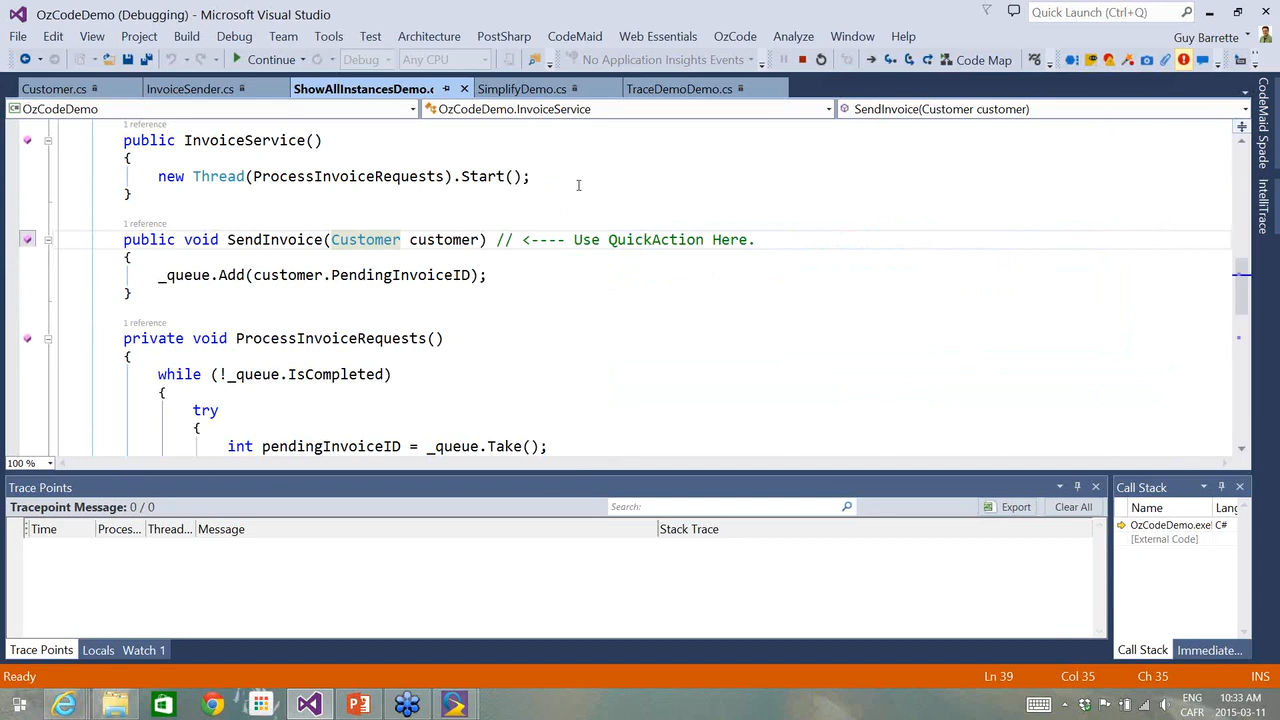 OzCodeDemo (Debugging) - Microsoft Visual Studio
Quick Launch (Ctrl+Q)
File Edit View Project Build Debug Team Tools Test Architecture PostSharp CodeMaid Web Essentials OzCode Analyze Window Help
Guy Barrette
Continue Debug Any CPU No Application Insights Events Code Map
Customer.cs InvoiceSender.cs ShowAllInstancesDemo.c SimplifyDemo.cs TraceDemoDemo.cs
OzCodeDemo OzCodeDemo.InvoiceService SendInvoice(Customer customer)
1 reference
public InvoiceService()
{
new Thread(ProcessInvoiceRequests).Start();
}
1 reference
public void SendInvoice(Customer customer) // <---- Use QuickAction Here.
{
_queue.Add(customer.PendingInvoiceID);
}
1 reference
private void ProcessInvoiceRequests()
{
while (!_queue.IsCompleted)
{
try
{
int pendingInvoiceID = _queue.Take();
100 %
CodeMaid Spade
IntelliTrace
Trace Points
Tracepoint Message: 0 / 0 Search: Export Clear All
Time Proces... Thread... Message Stack Trace
Trace Points Locals Watch 1
Call Stack
Name Lang
OzCodeDemo.exe! C#
[External Code]
Call Stack Immediate...
Ready Ln 39 Col 35 Ch 35 INS
ENG 10:33 AM
CAFR 2015-03-11